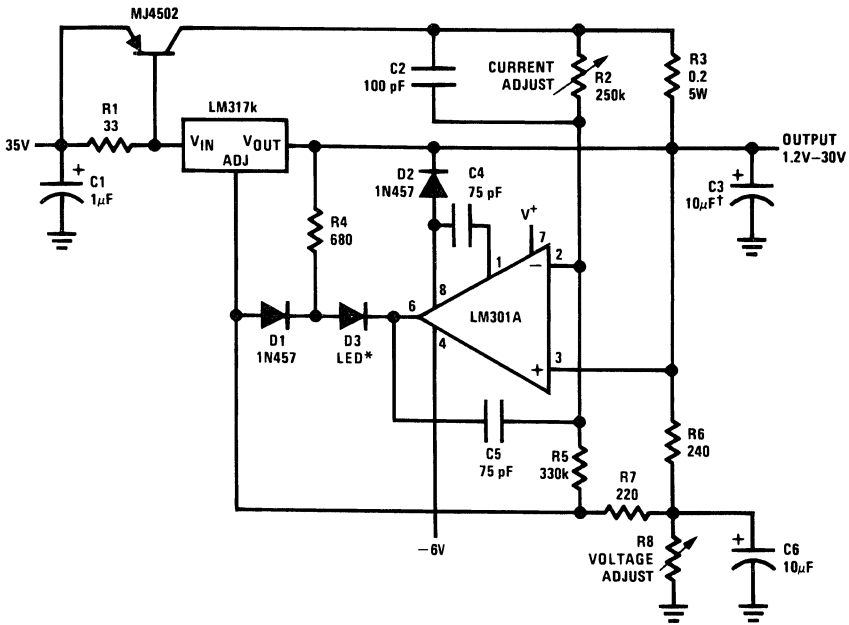 MJ4502
35V
R1
33
C1
1μF
LM317k
VIN
VOUT
ADJ
R4
680
D1
1N457
D3
LED*
C2
100 pF
CURRENT
ADJUST
R2
250k
R3
0.2
5W
D2
1N457
C4
75 pF
V+
7
1
2
8
6
LM301A
4
3
C5
75 pF
-6V
R5
330k
R6
240
R7
220
R8
VOLTAGE
ADJUST
C6
10μF
OUTPUT
1.2V–30V
C3
10μF†
+
+
+
−
+